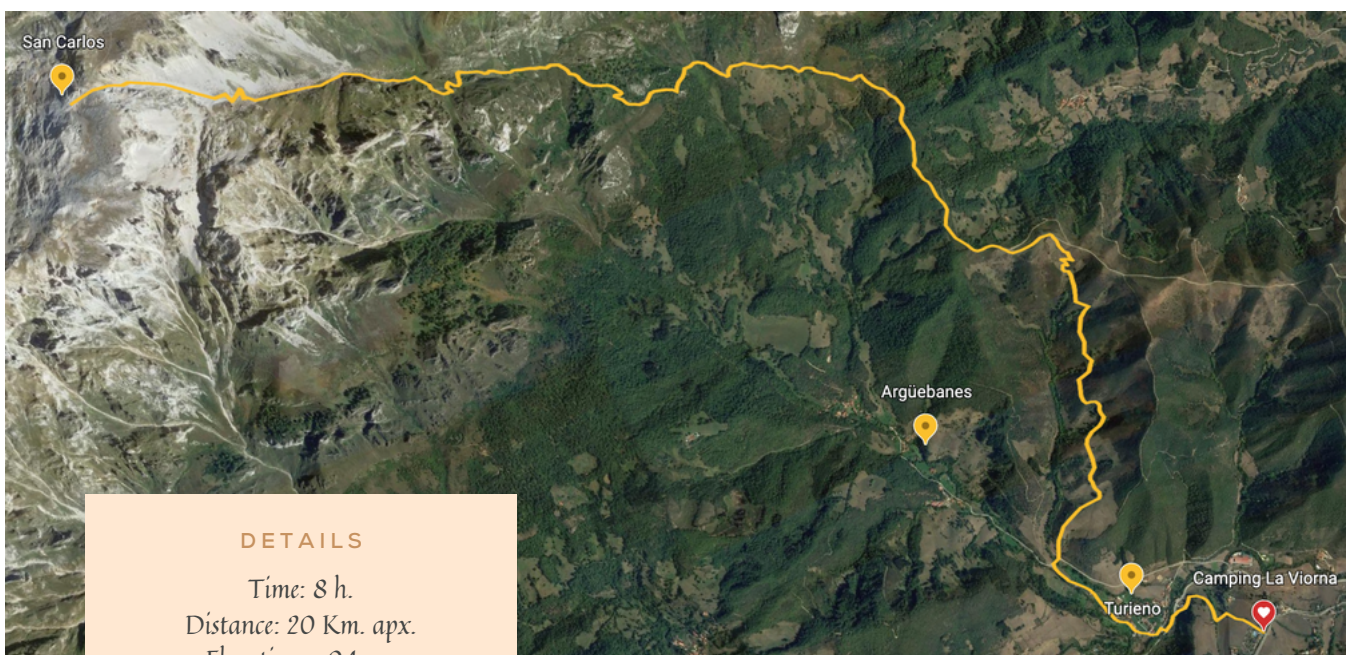 San Carlos
Argüebanes
Camping La Viorna
Turieno
DETAILS
Time: 8 h.
Distance: 20 Km. apx.